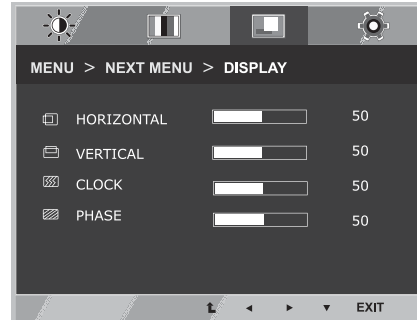 MENU > NEXT MENU > DISPLAY
HORIZONTAL 50
VERTICAL 50
CLOCK 50
PHASE 50
EXIT